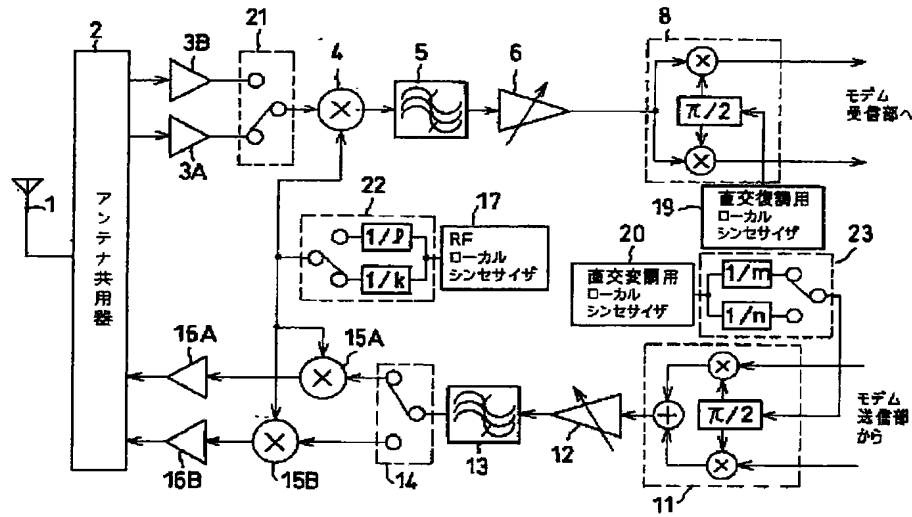 2
3B
21
4
5
6
8
π/2
モデム
受信部へ
3A
1
アンテナ共用器
22
17
1/ℓ
1/k
RF
ローカル
シンセサイザ
19
直交復調用
ローカル
シンセサイザ
20
直交変調用
ローカル
シンセサイザ
23
1/m
1/n
16A
15A
16B
15B
14
13
12
π/2
11
モデム
送信部
から